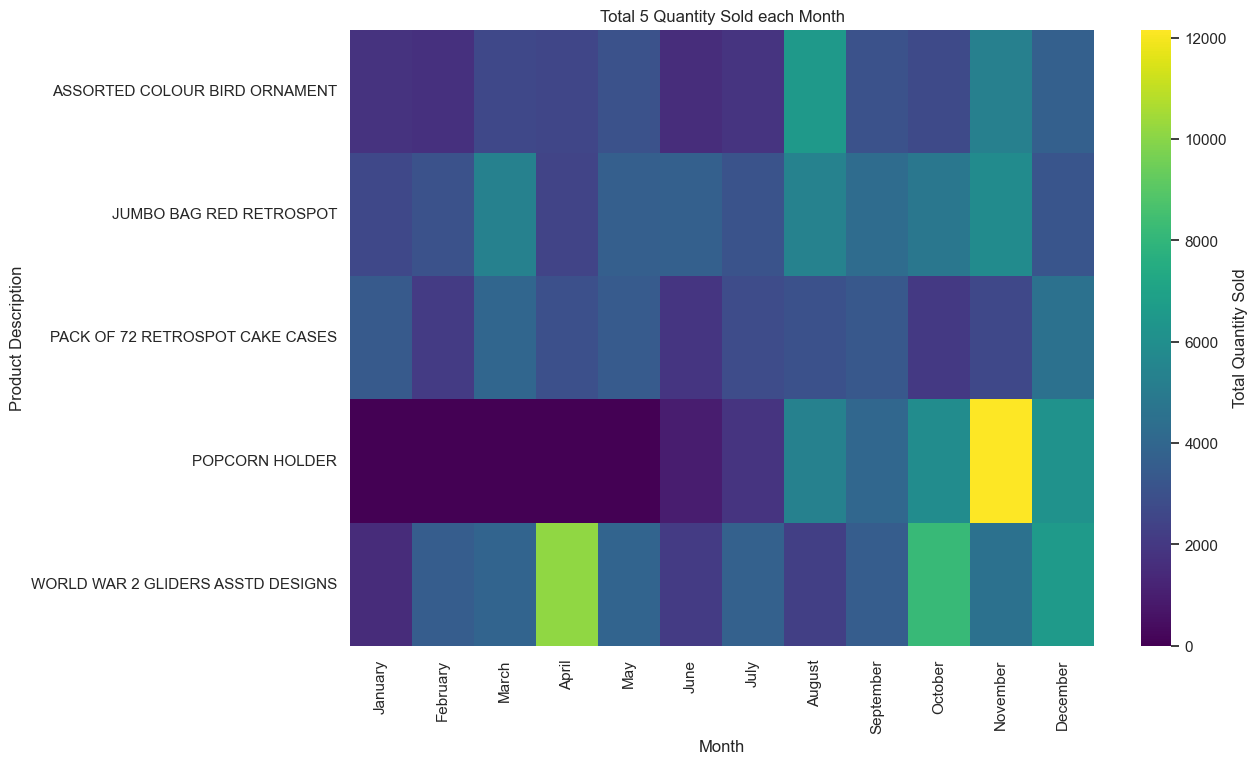 Total 5 Quantity Sold each Month
Product Description
ASSORTED COLOUR BIRD ORNAMENT
JUMBO BAG RED RETROSPOT
PACK OF 72 RETROSPOT CAKE CASES
POPCORN HOLDER
WORLD WAR 2 GLIDERS ASSTD DESIGNS
January
February
March
April
May
June
July
August
September
October
November
December
Month
12000
10000
8000
6000
4000
2000
0
Total Quantity Sold